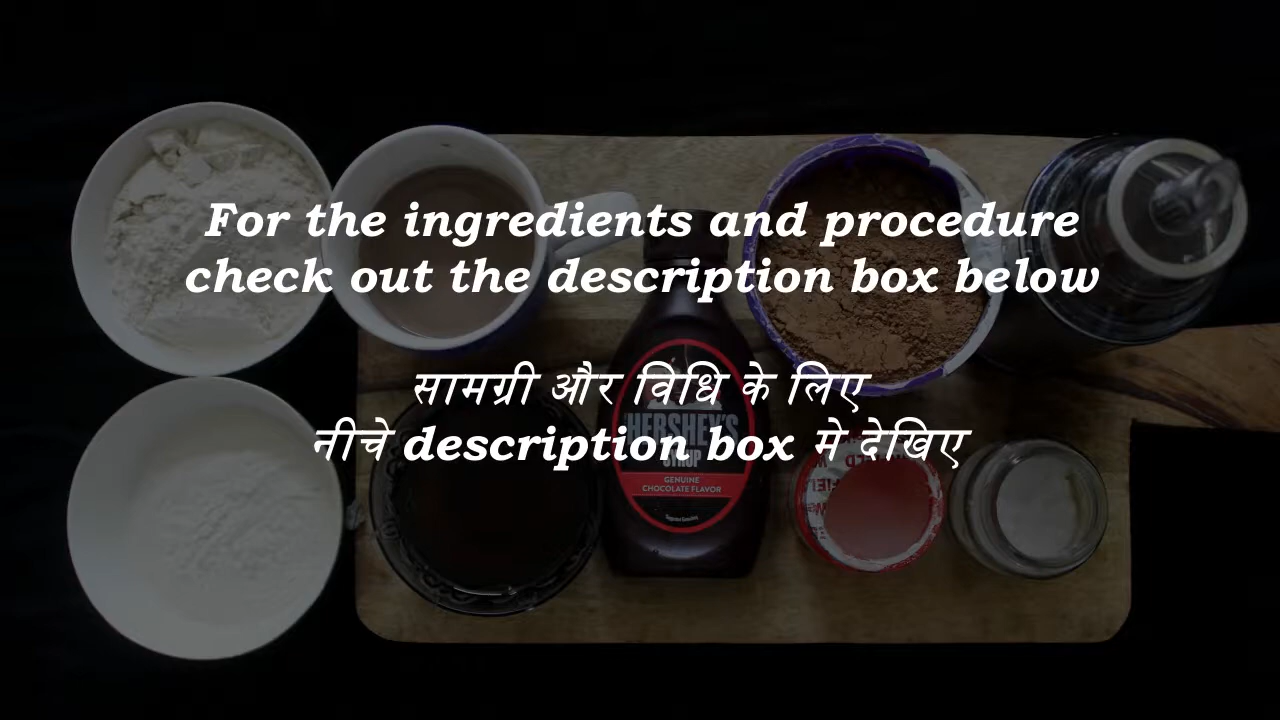 For the ingredients and procedure
check out the description box below
सामग्री और विधि के लिए
नीचे description box मे देखिए
HERSHEY'S
SYRUP
GENUINE
CHOCOLATE FLAVOR